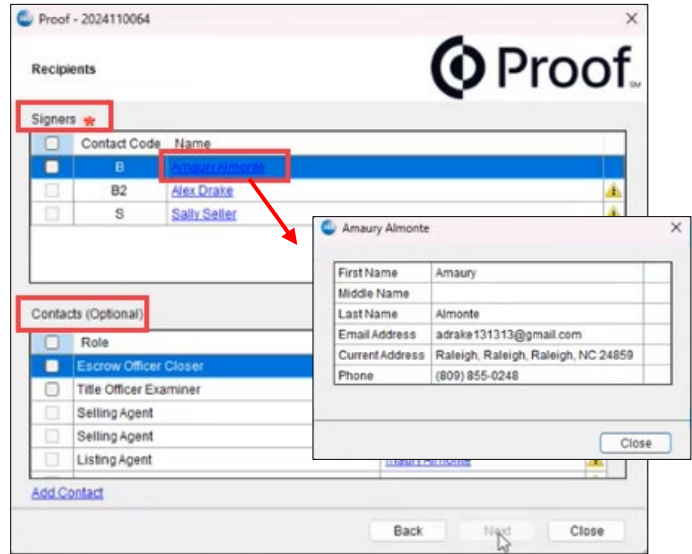 Proof - 2024110064
Recipients
Proof
SM
Signers *
Contact Code Name
B Amaury Almonte
B2 Alex Drake
S Sally Seller
Amaury Almonte
First Name Amaury
Middle Name
Last Name Almonte
Email Address adrake131313@gmail.com
Current Address Raleigh, Raleigh, Raleigh, NC 24859
Phone (809) 855-0248
Close
Contacts (Optional)
Role
Escrow Officer Closer
Title Officer Examiner
Selling Agent
Selling Agent
Listing Agent
Add Contact
Back Next Close